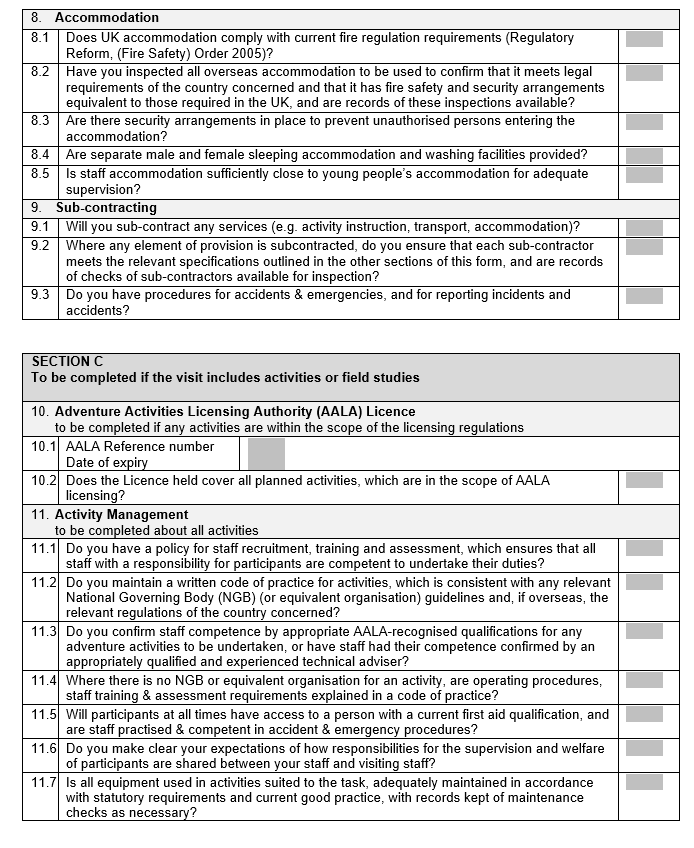 8. Accommodation
8.1 Does UK accommodation comply with current fire regulation requirements (Regulatory
Reform, (Fire Safety) Order 2005)?
8.2 Have you inspected all overseas accommodation to be used to confirm that it meets legal
requirements of the country concerned and that it has fire safety and security arrangements
equivalent to those required in the UK, and are records of these inspections available?
8.3 Are there security arrangements in place to prevent unauthorised persons entering the
accommodation?
8.4 Are separate male and female sleeping accommodation and washing facilities provided?
8.5 Is staff accommodation sufficiently close to young people's accommodation for adequate
supervision?
9. Sub-contracting
9.1 Will you sub-contract any services (e.g. activity instruction, transport, accommodation)?
9.2 Where any element of provision is subcontracted, do you ensure that each sub-contractor
meets the relevant specifications outlined in the other sections of this form, and are records
of checks of sub-contractors available for inspection?
9.3 Do you have procedures for accidents & emergencies, and for reporting incidents and
accidents?
SECTION C
To be completed if the visit includes activities or field studies
10. Adventure Activities Licensing Authority (AALA) Licence
to be completed if any activities are within the scope of the licensing regulations
10.1 AALA Reference number
Date of expiry
10.2 Does the Licence held cover all planned activities, which are in the scope of AALA
licensing?
11. Activity Management
to be completed about all activities
11.1 Do you have a policy for staff recruitment, training and assessment, which ensures that all
staff with a responsibility for participants are competent to undertake their duties?
11.2 Do you maintain a written code of practice for activities, which is consistent with any relevant
National Governing Body (NGB) (or equivalent organisation) guidelines and, if overseas, the
relevant regulations of the country concerned?
11.3 Do you confirm staff competence by appropriate AALA-recognised qualifications for any
adventure activities to be undertaken, or have staff had their competence confirmed by an
appropriately qualified and experienced technical adviser?
11.4 Where there is no NGB or equivalent organisation for an activity, are operating procedures,
staff training & assessment requirements explained in a code of practice?
11.5 Will participants at all times have access to a person with a current first aid qualification, and
are staff practised & competent in accident & emergency procedures?
11.6 Do you make clear your expectations of how responsibilities for the supervision and welfare
of participants are shared between your staff and visiting staff?
11.7 Is all equipment used in activities suited to the task, adequately maintained in accordance
with statutory requirements and current good practice, with records kept of maintenance
checks as necessary?